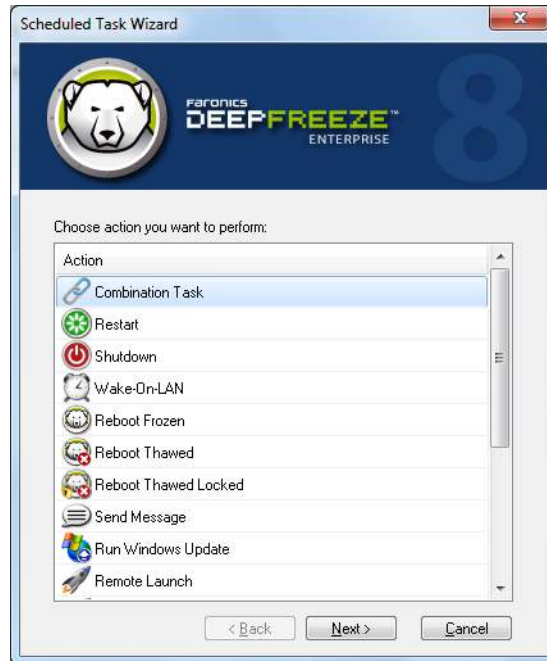 Scheduled Task Wizard
FARONICS
DEEPFREEZE™
ENTERPRISE
8
Choose action you want to perform:
Action
Combination Task
Restart
Shutdown
Wake-On-LAN
Reboot Frozen
Reboot Thawed
Reboot Thawed Locked
Send Message
Run Windows Update
Remote Launch
< Back
Next >
Cancel